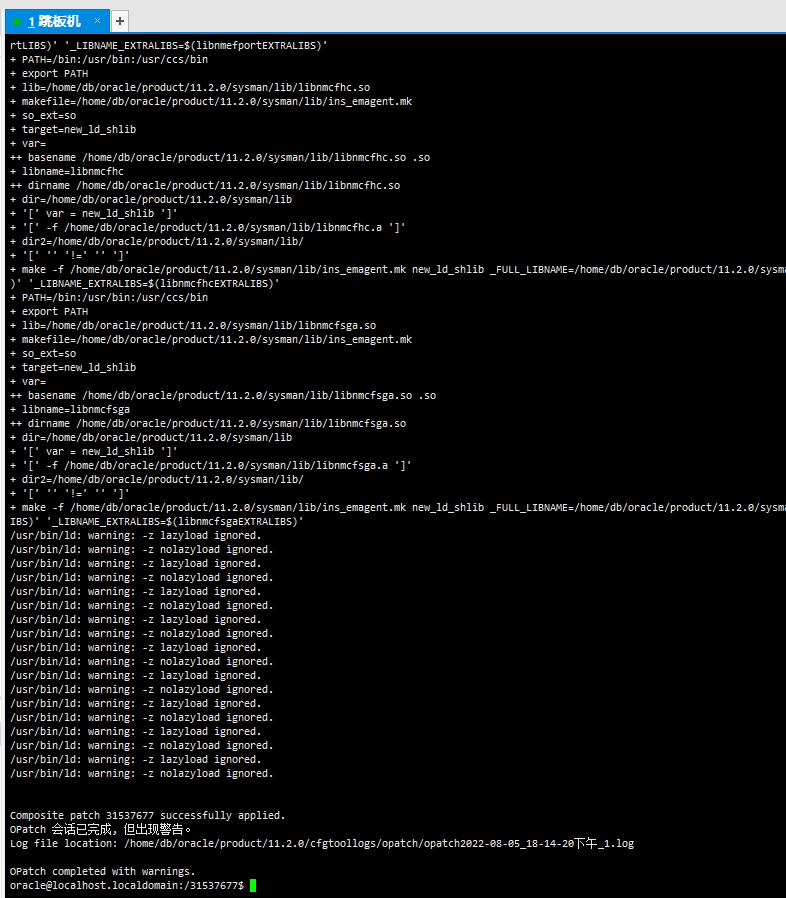 1 跳板机 × +
rtLIBS)' '_LIBNAME_EXTRALIBS=$(libnmefportEXTRALIBS)'
+ PATH=/bin:/usr/bin:/usr/ccs/bin
+ export PATH
+ lib=/home/db/oracle/product/11.2.0/sysman/lib/libnmcfhc.so
+ makefile=/home/db/oracle/product/11.2.0/sysman/lib/ins_emagent.mk
+ so_ext=so
+ target=new_ld_shlib
+ var=
++ basename /home/db/oracle/product/11.2.0/sysman/lib/libnmcfhc.so .so
+ libname=libnmcfhc
++ dirname /home/db/oracle/product/11.2.0/sysman/lib/libnmcfhc.so
+ dir=/home/db/oracle/product/11.2.0/sysman/lib
+ '[' var = new_ld_shlib ']'
+ '[' -f /home/db/oracle/product/11.2.0/sysman/lib/libnmcfhc.a ']'
+ dir2=/home/db/oracle/product/11.2.0/sysman/lib/
+ '[' '' '!=' '' ']'
+ make -f /home/db/oracle/product/11.2.0/sysman/lib/ins_emagent.mk new_ld_shlib _FULL_LIBNAME=/home/db/oracle/product/11.2.0/sysm
)' '_LIBNAME_EXTRALIBS=$(libnmcfhcEXTRALIBS)'
+ PATH=/bin:/usr/bin:/usr/ccs/bin
+ export PATH
+ lib=/home/db/oracle/product/11.2.0/sysman/lib/libnmcfsga.so
+ makefile=/home/db/oracle/product/11.2.0/sysman/lib/ins_emagent.mk
+ so_ext=so
+ target=new_ld_shlib
+ var=
++ basename /home/db/oracle/product/11.2.0/sysman/lib/libnmcfsga.so .so
+ libname=libnmcfsga
++ dirname /home/db/oracle/product/11.2.0/sysman/lib/libnmcfsga.so
+ dir=/home/db/oracle/product/11.2.0/sysman/lib
+ '[' var = new_ld_shlib ']'
+ '[' -f /home/db/oracle/product/11.2.0/sysman/lib/libnmcfsga.a ']'
+ dir2=/home/db/oracle/product/11.2.0/sysman/lib/
+ '[' '' '!=' '' ']'
+ make -f /home/db/oracle/product/11.2.0/sysman/lib/ins_emagent.mk new_ld_shlib _FULL_LIBNAME=/home/db/oracle/product/11.2.0/sysm
IBS)' '_LIBNAME_EXTRALIBS=$(libnmcfsgaEXTRALIBS)'
/usr/bin/ld: warning: -z lazyload ignored.
/usr/bin/ld: warning: -z nolazyload ignored.
/usr/bin/ld: warning: -z lazyload ignored.
/usr/bin/ld: warning: -z nolazyload ignored.
/usr/bin/ld: warning: -z lazyload ignored.
/usr/bin/ld: warning: -z nolazyload ignored.
/usr/bin/ld: warning: -z lazyload ignored.
/usr/bin/ld: warning: -z nolazyload ignored.
/usr/bin/ld: warning: -z lazyload ignored.
/usr/bin/ld: warning: -z nolazyload ignored.
/usr/bin/ld: warning: -z lazyload ignored.
/usr/bin/ld: warning: -z nolazyload ignored.
/usr/bin/ld: warning: -z lazyload ignored.
/usr/bin/ld: warning: -z nolazyload ignored.
/usr/bin/ld: warning: -z lazyload ignored.
/usr/bin/ld: warning: -z nolazyload ignored.
/usr/bin/ld: warning: -z lazyload ignored.
/usr/bin/ld: warning: -z nolazyload ignored.
Composite patch 31537677 successfully applied.
OPatch 会话已完成, 但出现警告。
Log file location: /home/db/oracle/product/11.2.0/cfgtoollogs/opatch/opatch2022-08-05_18-14-20下午_1.log
OPatch completed with warnings.
oracle@localhost.localdomain:/31537677$